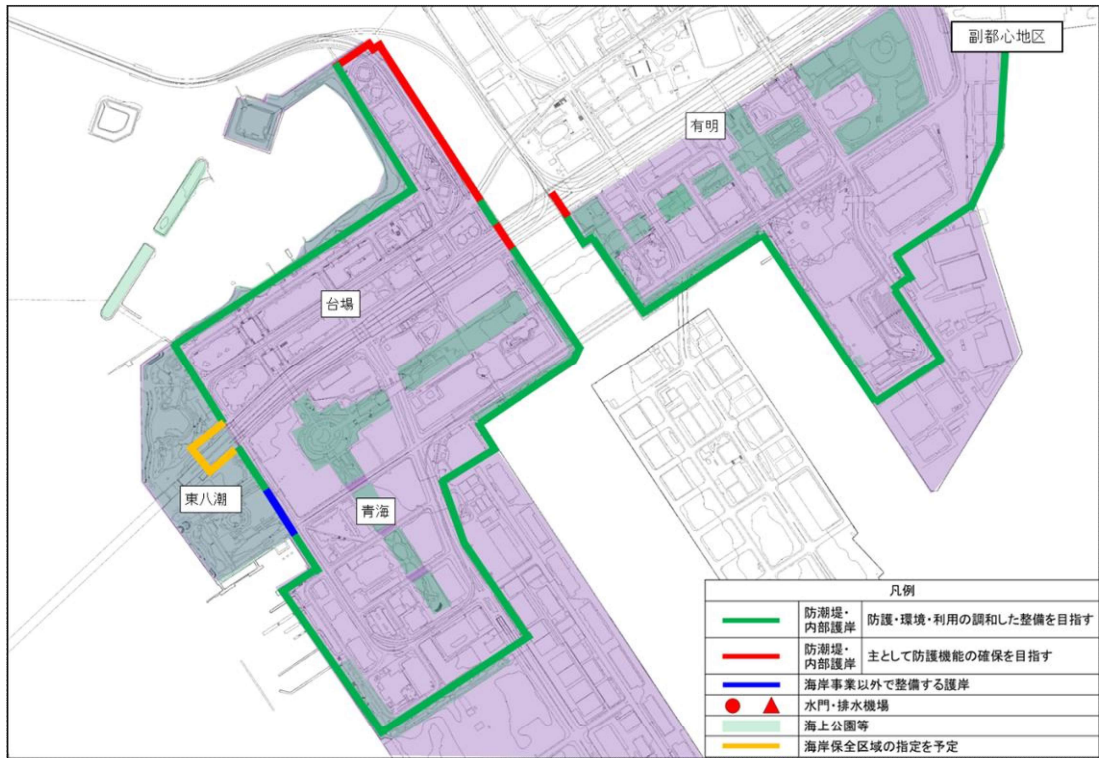 副都心地区
有明
台場
東八潮
青海
凡例
防潮堤・
内部護岸
防護・環境・利用の調和した整備を目指す
防潮堤・
内部護岸
主として防護機能の確保を目指す
海岸事業以外で整備する護岸
水門・排水機場
海上公園等
海岸保全区域の指定を予定